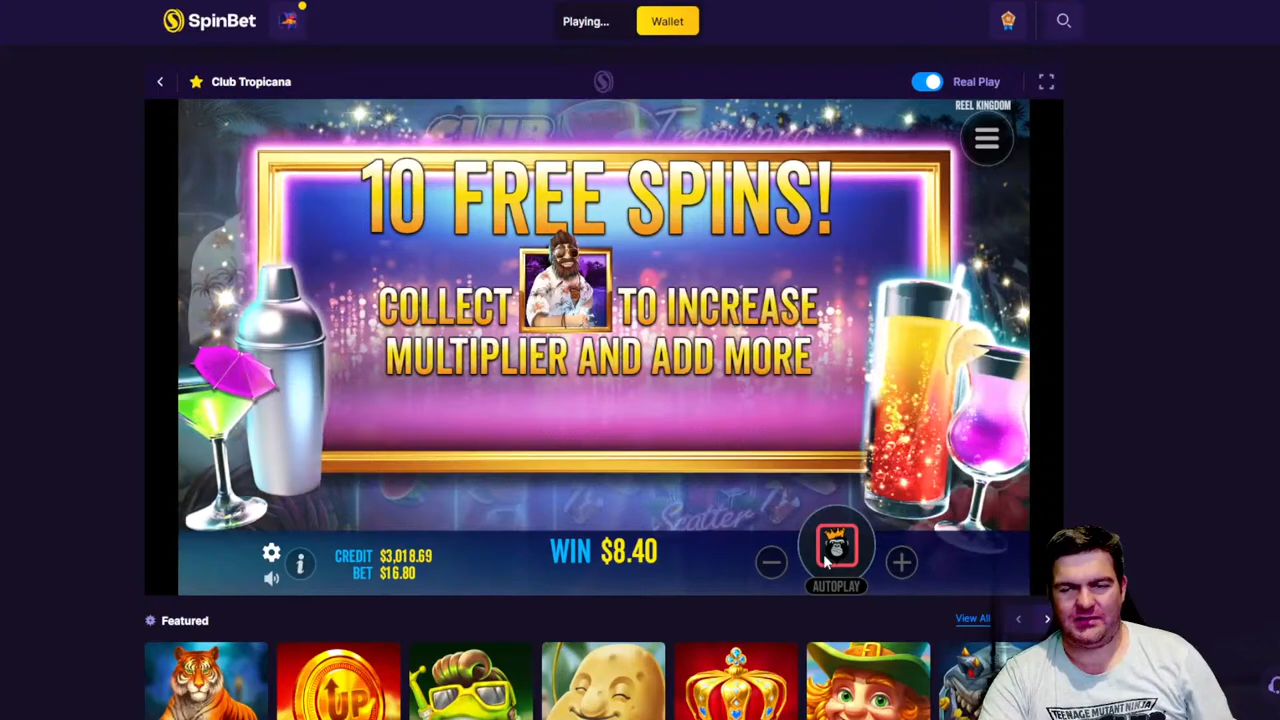 SpinBet
Playing...
Wallet
Club Tropicana
Real Play
REEL KINGDOM
CLUB Tropicana
10 FREE SPINS!
COLLECT TO INCREASE
MULTIPLIER AND ADD MORE
Scatter
CREDIT $3,018.69
BET $16.80
WIN $8.40
AUTOPLAY
Featured
View All
UP
TEENAGE MUTANT NINJA